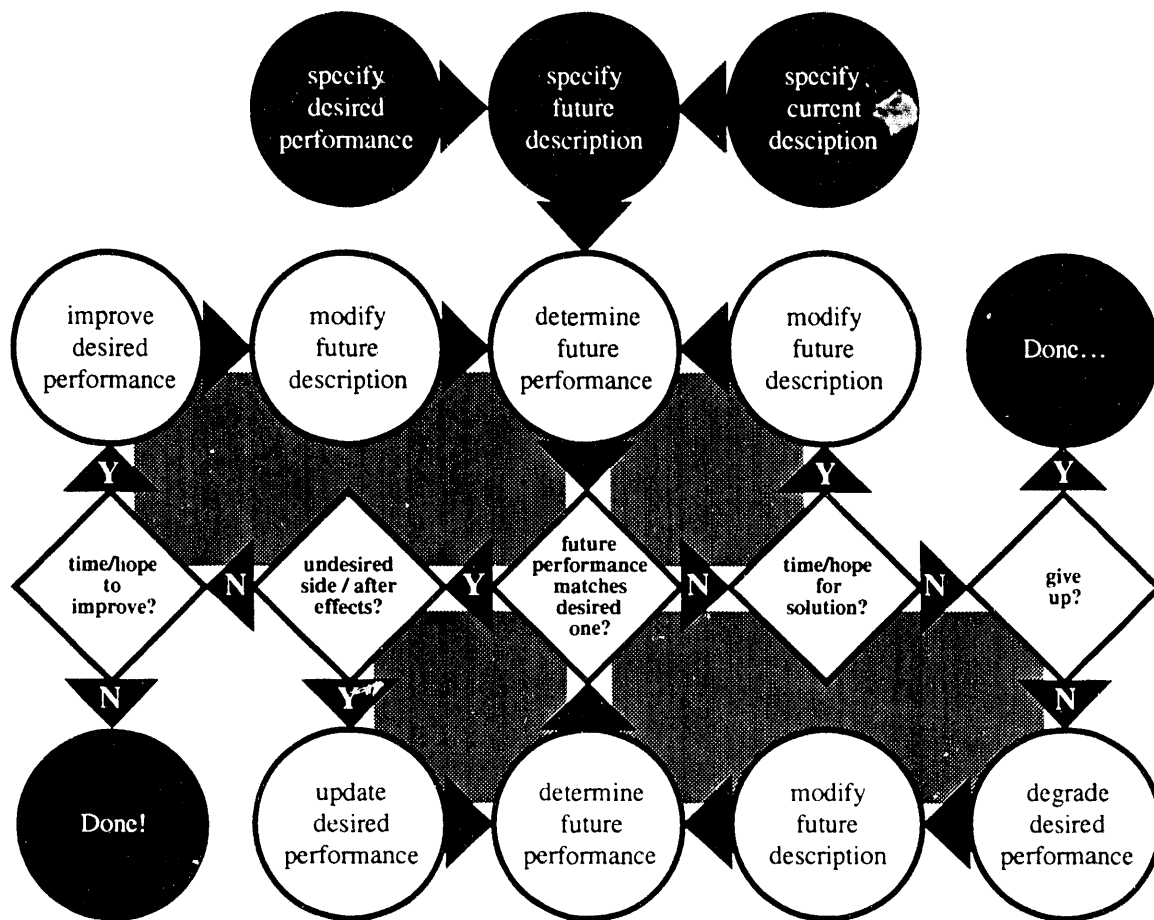 specify
desired
performance
specify
future
description
specify
current
desciption
improve
desired
performance
modify
future
description
determine
future
performance
modify
future
description
Done...
Y
Y
Y
time/hope
to
improve?
N
undesired
side / after
effects?
Y
future
performance
matches
desired
one?
N
time/hope
for
solution?
N
give
up?
N
Y
N
Done!
update
desired
performance
determine
future
performance
modify
future
description
degrade
desired
performance